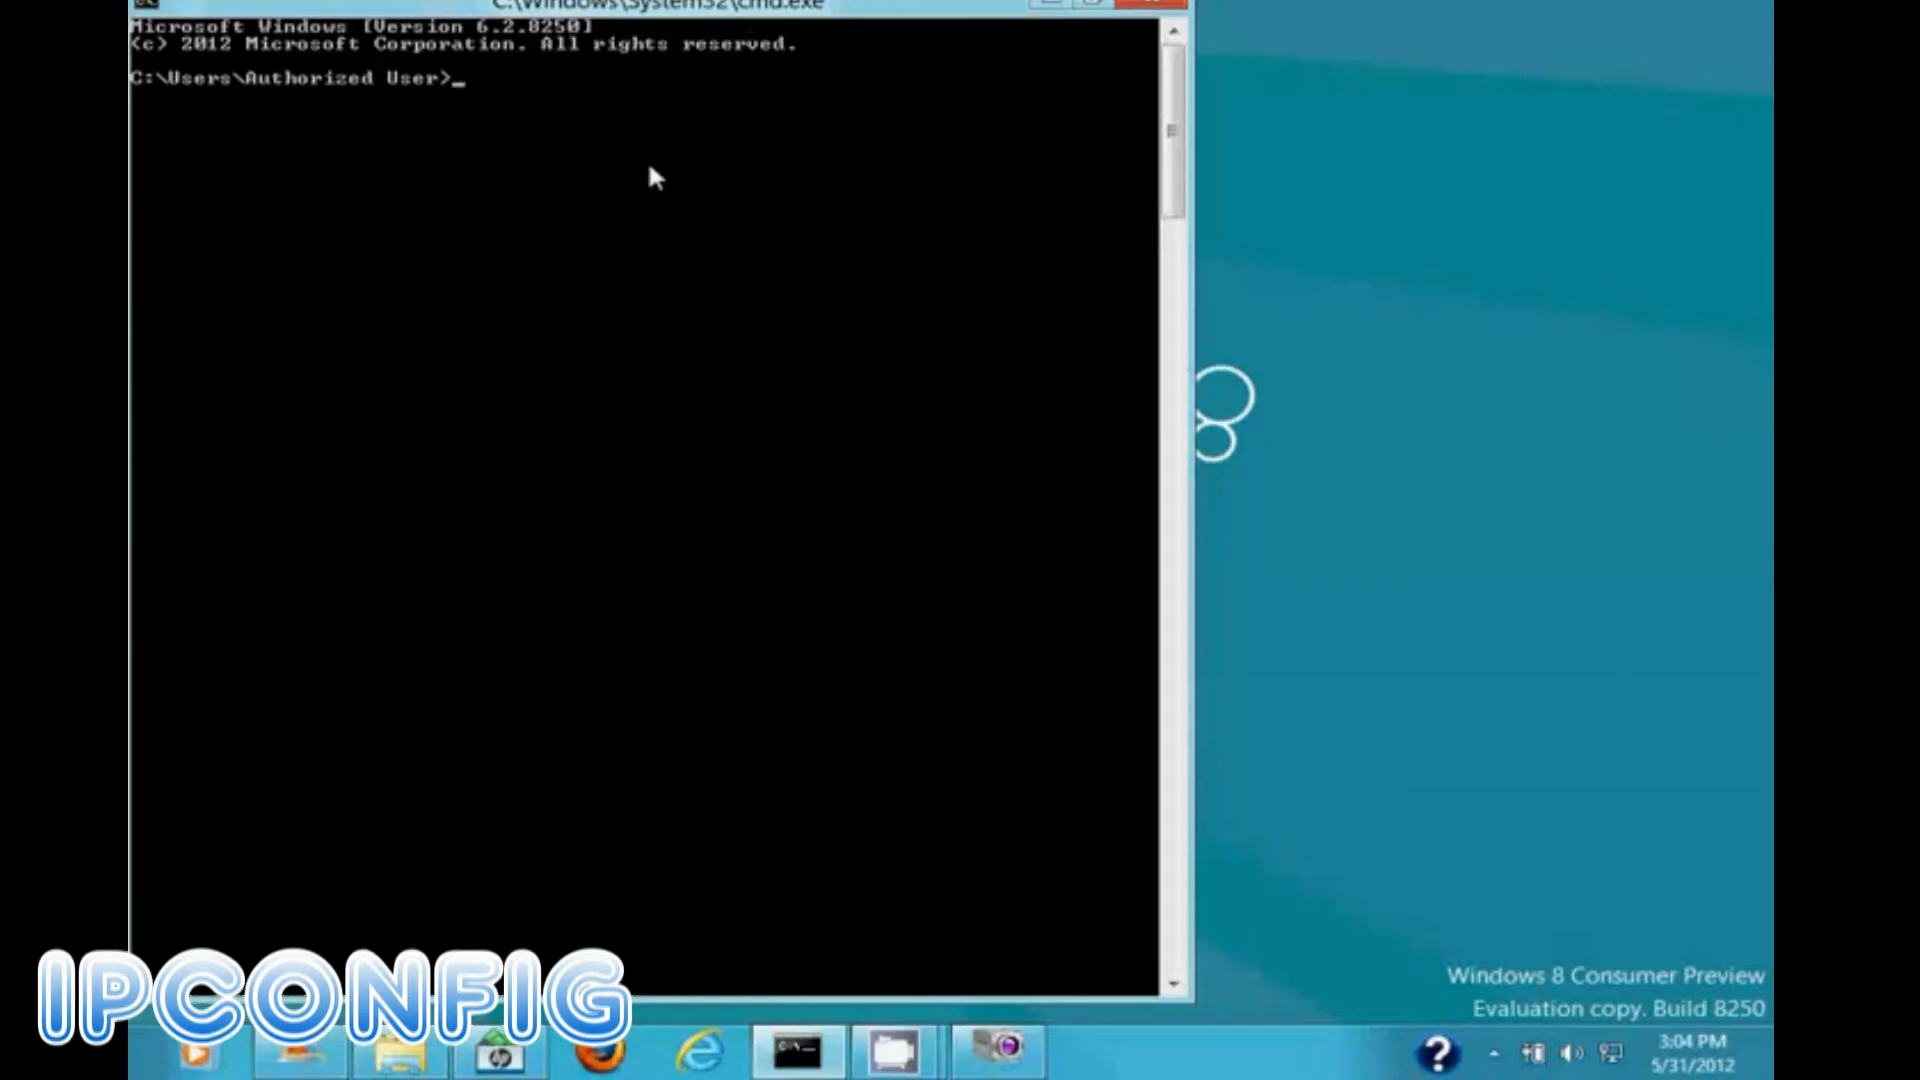 C:\Windows\System32\cmd.exe
Microsoft Windows [Version 6.2.8250]
(c) 2012 Microsoft Corporation. All rights reserved.
C:\Users\Authorized User>_
IPCONFIG
Windows 8 Consumer Preview
Evaluation copy. Build 8250
3:04 PM
5/31/2012